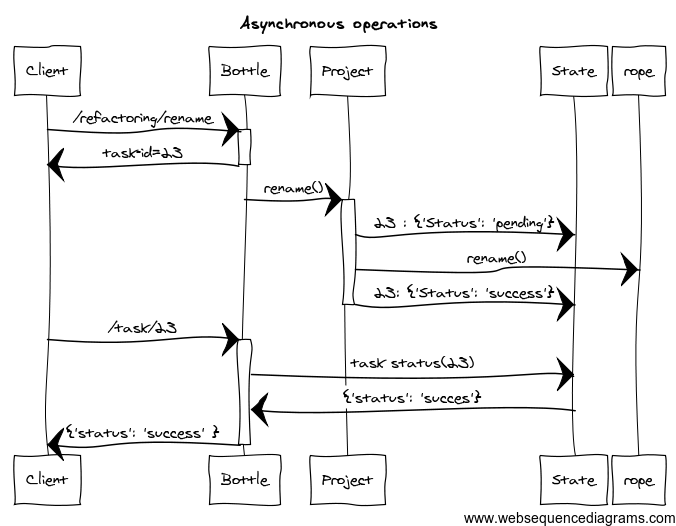 Asynchronous operations
Client Bottle Project State rope
/refactoring/rename
task-id=23
rename()
23 : {'Status': 'pending'}
rename()
23: {'Status': 'success'}
/task/23
task status(23)
{'status': 'succes'}
{'status': 'success' }
Client Bottle Project State rope
www.websequencediagrams.com